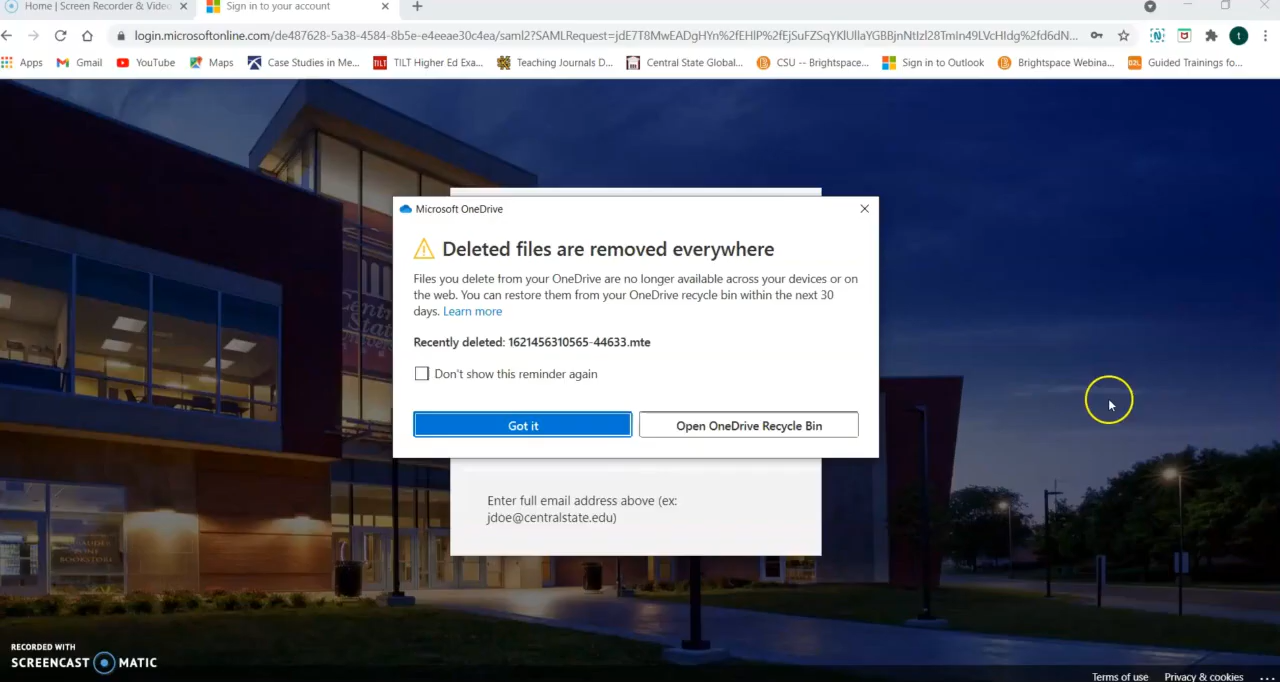 Home | Screen Recorder & Video
Sign in to your account
login.microsoftonline.com/de487628-5a38-4584-8b5e-e4eeae30c4ea/saml2?SAMLRequest=
Apps
Gmail
YouTube
Maps
Case Studies in Me...
TILT Higher Ed Exa...
Teaching Journals D...
Central State Global...
CSU -- Brightspace...
Sign in to Outlook
Brightspace Webina...
Guided Trainings fo...
Microsoft OneDrive
Deleted files are removed everywhere
Files you delete from your OneDrive are no longer available across your devices or on
the web. You can restore them from your OneDrive recycle bin within the next 30
days. Learn more
Recently deleted: 1621456310565-44633.mte
Don't show this reminder again
Got it
Open OneDrive Recycle Bin
Enter full email address above (ex:
jdoe@centralstate.edu)
RECORDED WITH
SCREENCAST MATIC
Terms of use
Privacy & cookies
...